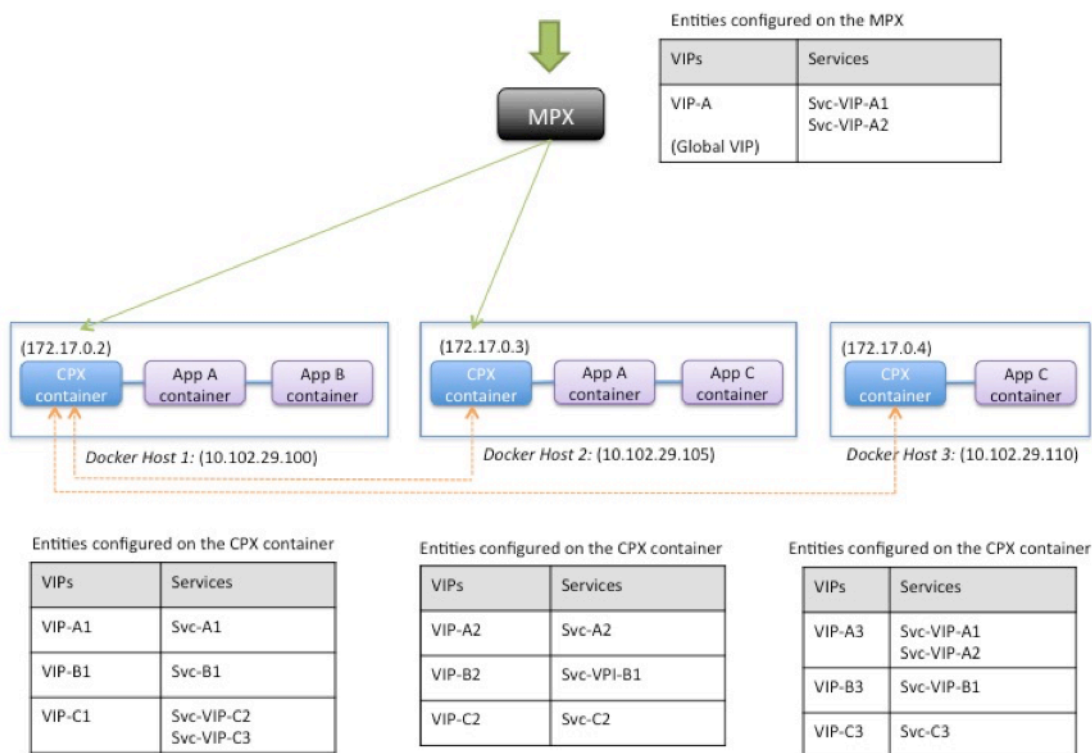 Entities configured on the MPX
VIPs Services
VIP-A Svc-VIP-A1
Svc-VIP-A2
(Global VIP)
MPX
(172.17.0.2)
CPX
container
App A
container
App B
container
Docker Host 1: (10.102.29.100)
(172.17.0.3)
CPX
container
App A
container
App C
container
Docker Host 2: (10.102.29.105)
(172.17.0.4)
CPX
container
App C
container
Docker Host 3: (10.102.29.110)
Entities configured on the CPX container
VIPs Services
VIP-A1 Svc-A1
VIP-B1 Svc-B1
VIP-C1 Svc-VIP-C2
Svc-VIP-C3
Entities configured on the CPX container
VIPs Services
VIP-A2 Svc-A2
VIP-B2 Svc-VPI-B1
VIP-C2 Svc-C2
Entities configured on the CPX container
VIPs Services
VIP-A3 Svc-VIP-A1
Svc-VIP-A2
VIP-B3 Svc-VIP-B1
VIP-C3 Svc-C3